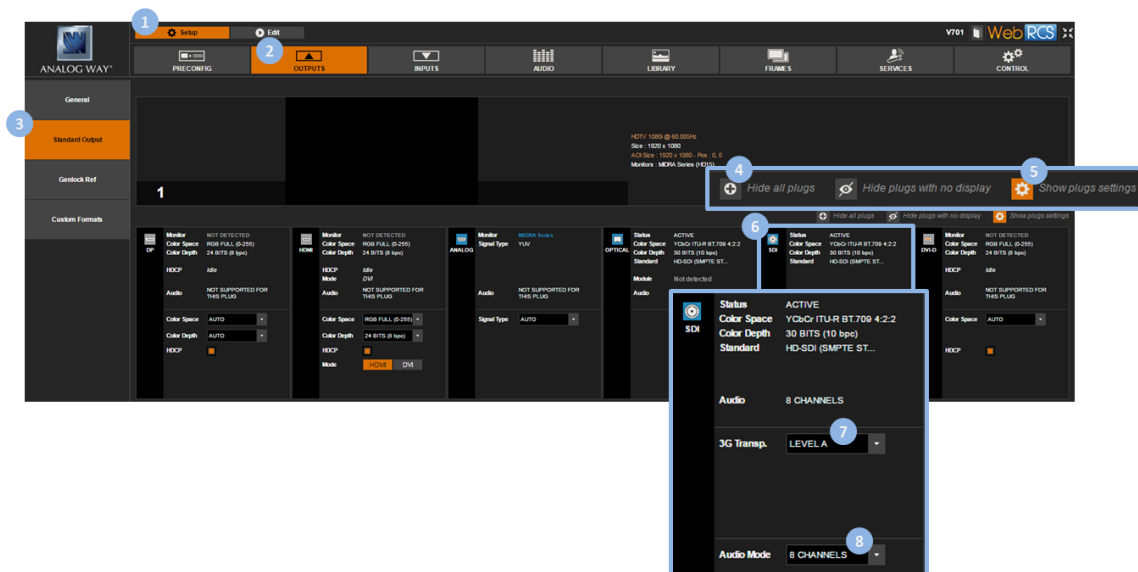 1
Setup
Edit
V701
Web RCS
ANALOG WAY®
2
PRECONFIG
OUTPUTS
INPUTS
AUDIO
LIBRARY
FRAMES
SERVICES
CONTROL
General
3
Standard Output
Genlock Ref
Custom Formats
HDTV 1080i @ 60.005Hz
Size : 1920 x 1080
AOI Size : 1920 x 1080 - Pos : 0, 0
Monitors : MIDRA Series (HD15)
1
4
Hide all plugs
Hide plugs with no display
5
Show plugs settings
Hide all plugs
Hide plugs with no display
Show plugs settings
DP
Monitor NOT DETECTED
Color Space RGB FULL (0-255)
Color Depth 24 BITS (8 bpc)
HDCP Idle
Audio NOT SUPPORTED FOR THIS PLUG
Color Space AUTO
Color Depth AUTO
HDCP
HDMI
Monitor NOT DETECTED
Color Space RGB FULL (0-255)
Color Depth 24 BITS (8 bpc)
HDCP Idle
Mode DVI
Audio NOT SUPPORTED FOR THIS PLUG
Color Space RGB FULL (0-255)
Color Depth 24 BITS (8 bpc)
HDCP
Mode HDMI DVI
ANALOG
Monitor MIDRA Series
Signal Type YUV
Audio NOT SUPPORTED FOR THIS PLUG
Signal Type AUTO
OPTICAL
Status ACTIVE
Color Space YCbCr ITU-R BT.709 4:2:2
Color Depth 30 BITS (10 bpc)
Standard HD-SDI (SMPTE ST...
Module Not detected
Audio
6
SDI
Status ACTIVE
Color Space YCbCr ITU-R BT.709 4:2:2
Color Depth 30 BITS (10 bpc)
Standard HD-SDI (SMPTE ST...
DVI-D
Monitor NOT DETECTED
Color Space RGB FULL (0-255)
Color Depth 24 BITS (8 bpc)
HDCP Idle
Audio NOT SUPPORTED FOR THIS PLUG
Color Space AUTO
HDCP
SDI
Status ACTIVE
Color Space YCbCr ITU-R BT.709 4:2:2
Color Depth 30 BITS (10 bpc)
Standard HD-SDI (SMPTE ST...
Audio 8 CHANNELS
3G Transp. LEVEL A
7
Audio Mode 8 CHANNELS
8